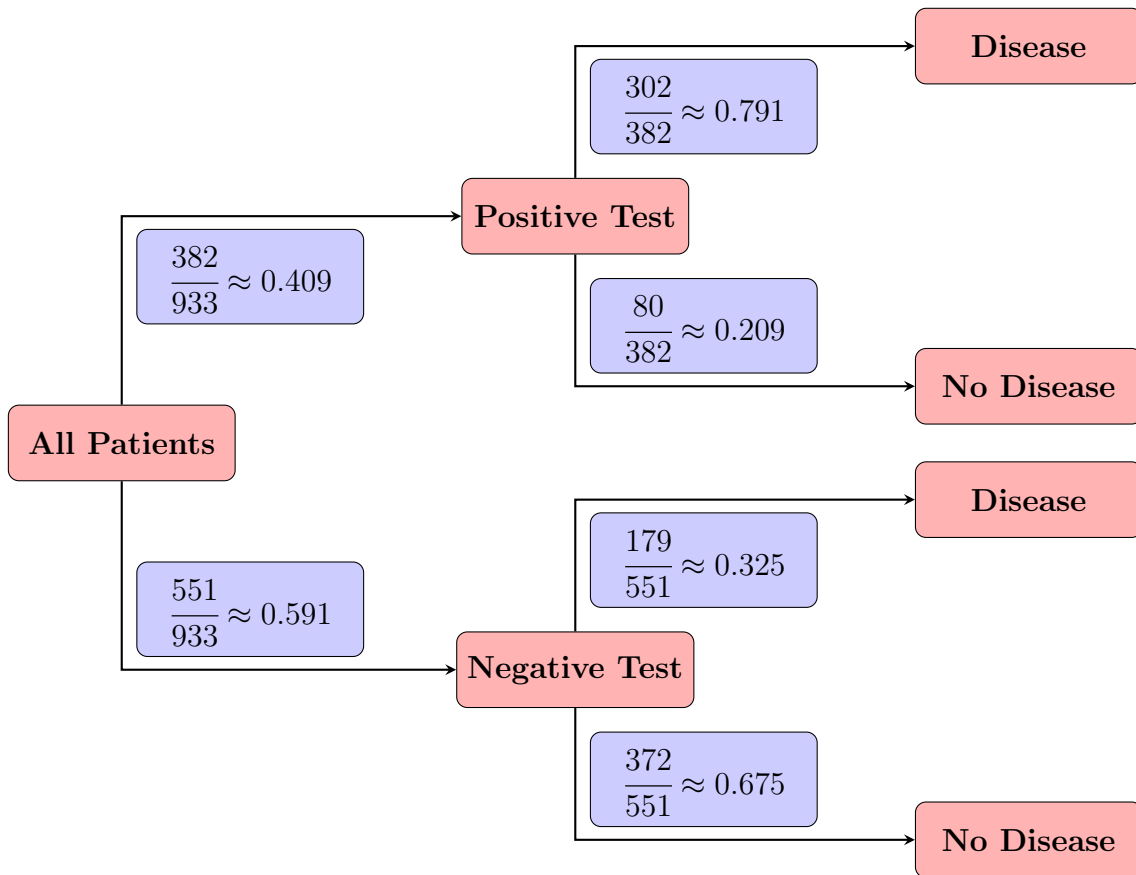 Disease
302
382 ≈ 0.791
Positive Test
382
933 ≈ 0.409
80
382 ≈ 0.209
No Disease
All Patients
Disease
179
551 ≈ 0.325
551
933 ≈ 0.591
Negative Test
372
551 ≈ 0.675
No Disease